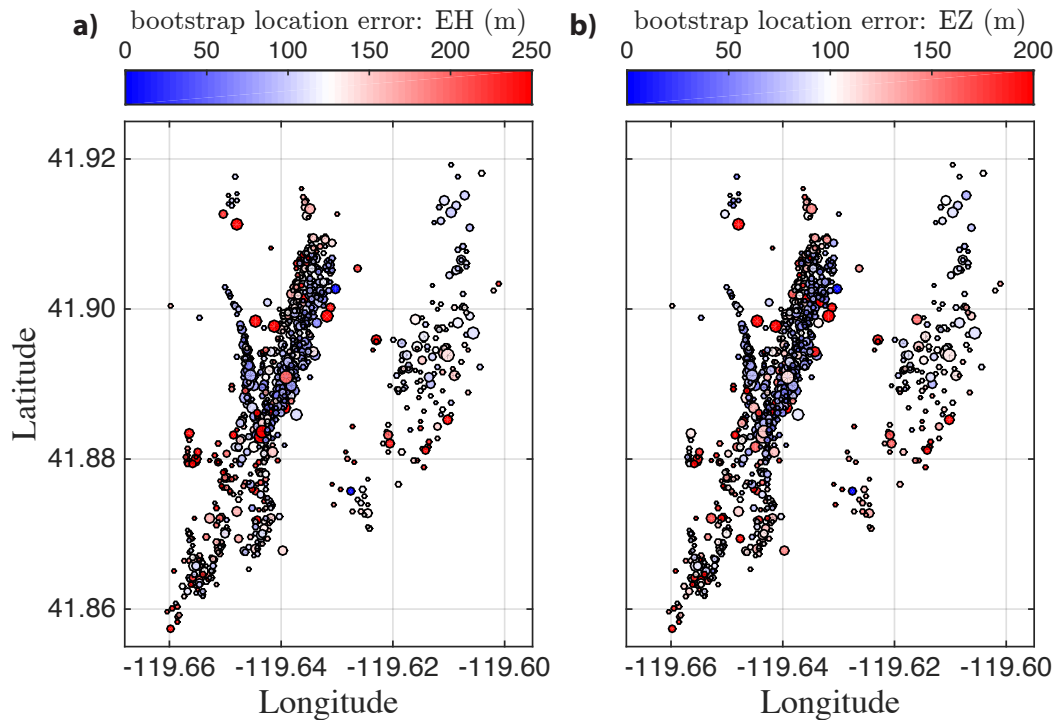 a) bootstrap location error: EH (m)
0 50 100 150 200 250
b) bootstrap location error: EZ (m)
0 50 100 150 200
41.92
41.90
41.88
41.86
Latitude
-119.66 -119.64 -119.62 -119.60
Longitude
-119.66 -119.64 -119.62 -119.60
Longitude